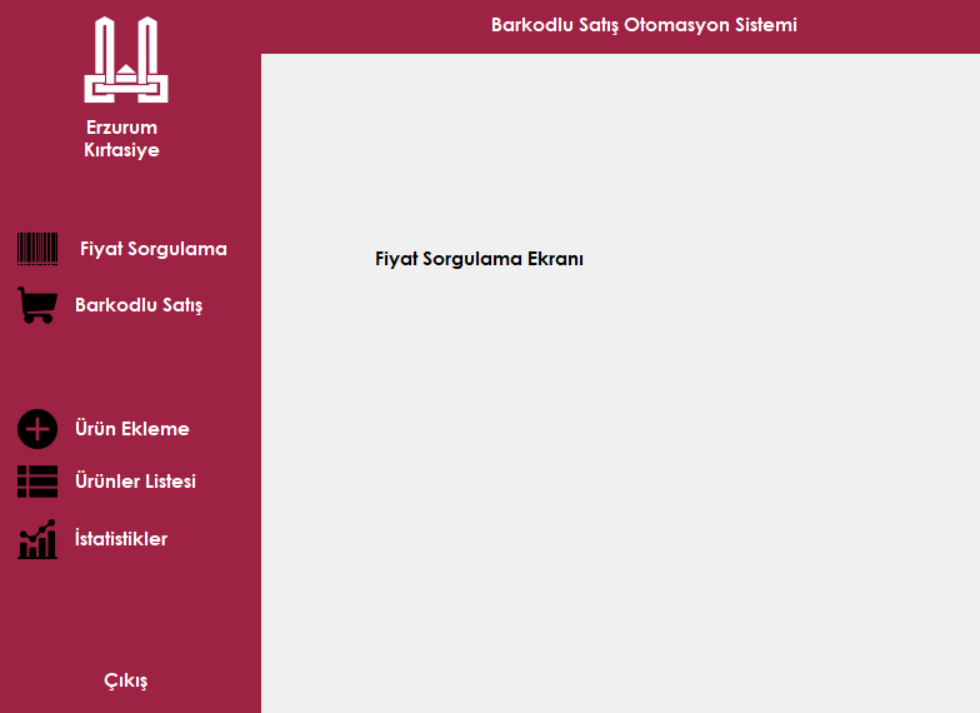 Barkodlu Satış Otomasyon Sistemi
Erzurum
Kırtasiye
Fiyat Sorgulama
Barkodlu Satış
Ürün Ekleme
Ürünler Listesi
İstatistikler
Çıkış
Fiyat Sorgulama Ekranı